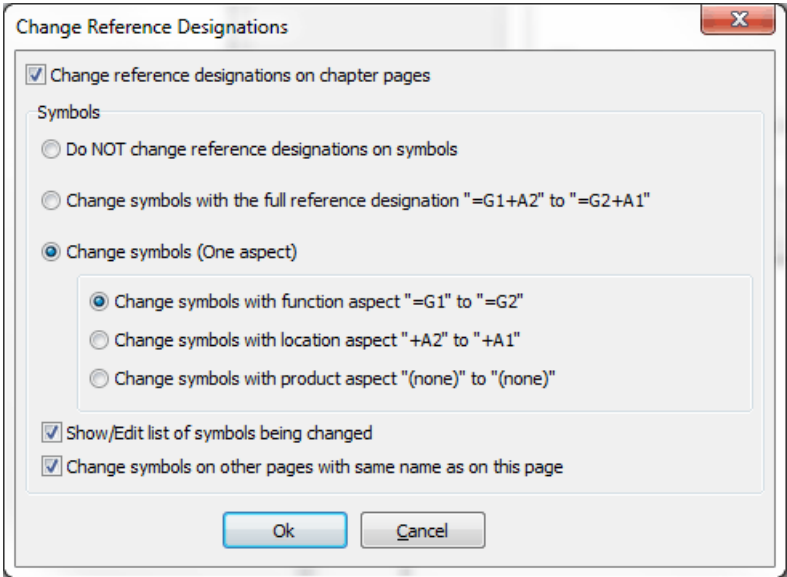 Change Reference Designations
Change reference designations on chapter pages
Symbols
Do NOT change reference designations on symbols
Change symbols with the full reference designation "=G1+A2" to "=G2+A1"
Change symbols (One aspect)
Change symbols with function aspect "=G1" to "=G2"
Change symbols with location aspect "+A2" to "+A1"
Change symbols with product aspect "(none)" to "(none)"
Show/Edit list of symbols being changed
Change symbols on other pages with same name as on this page
Ok Cancel